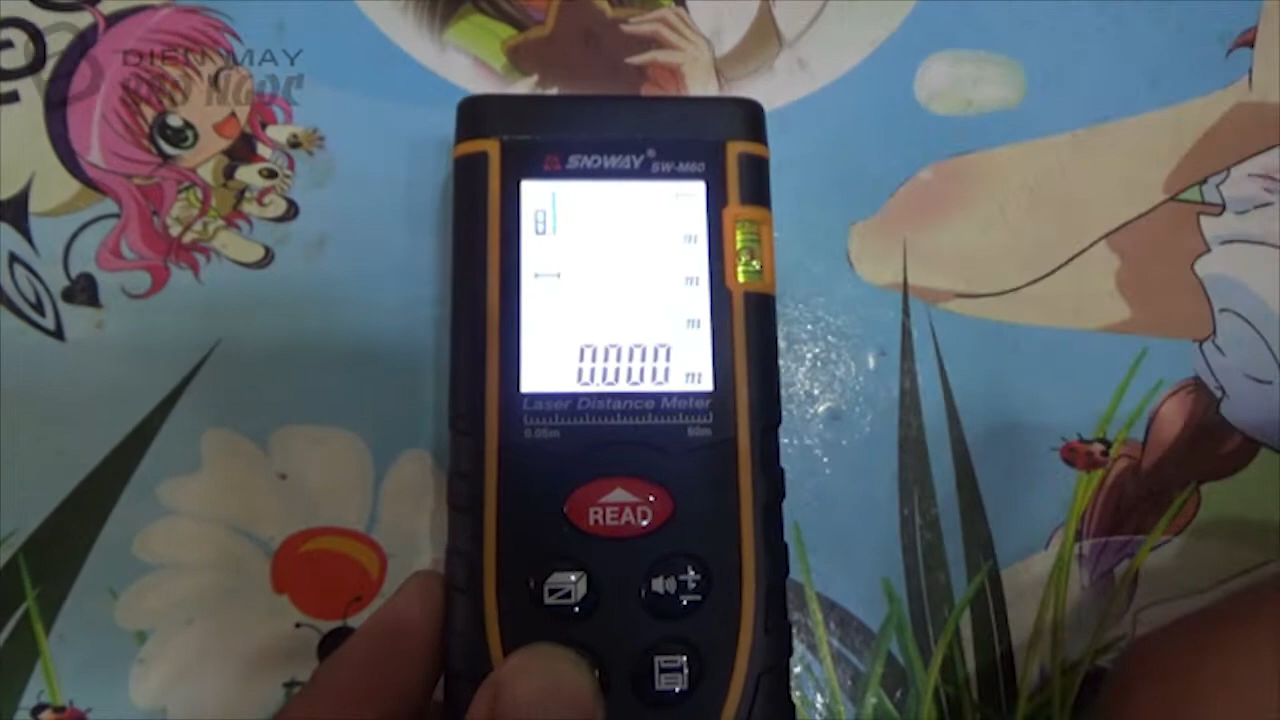 DIEN MAY
SNDWAY®
SW-M60
m
m
m
0.000 m
Laser Distance Meter
0.05m 60m
READ